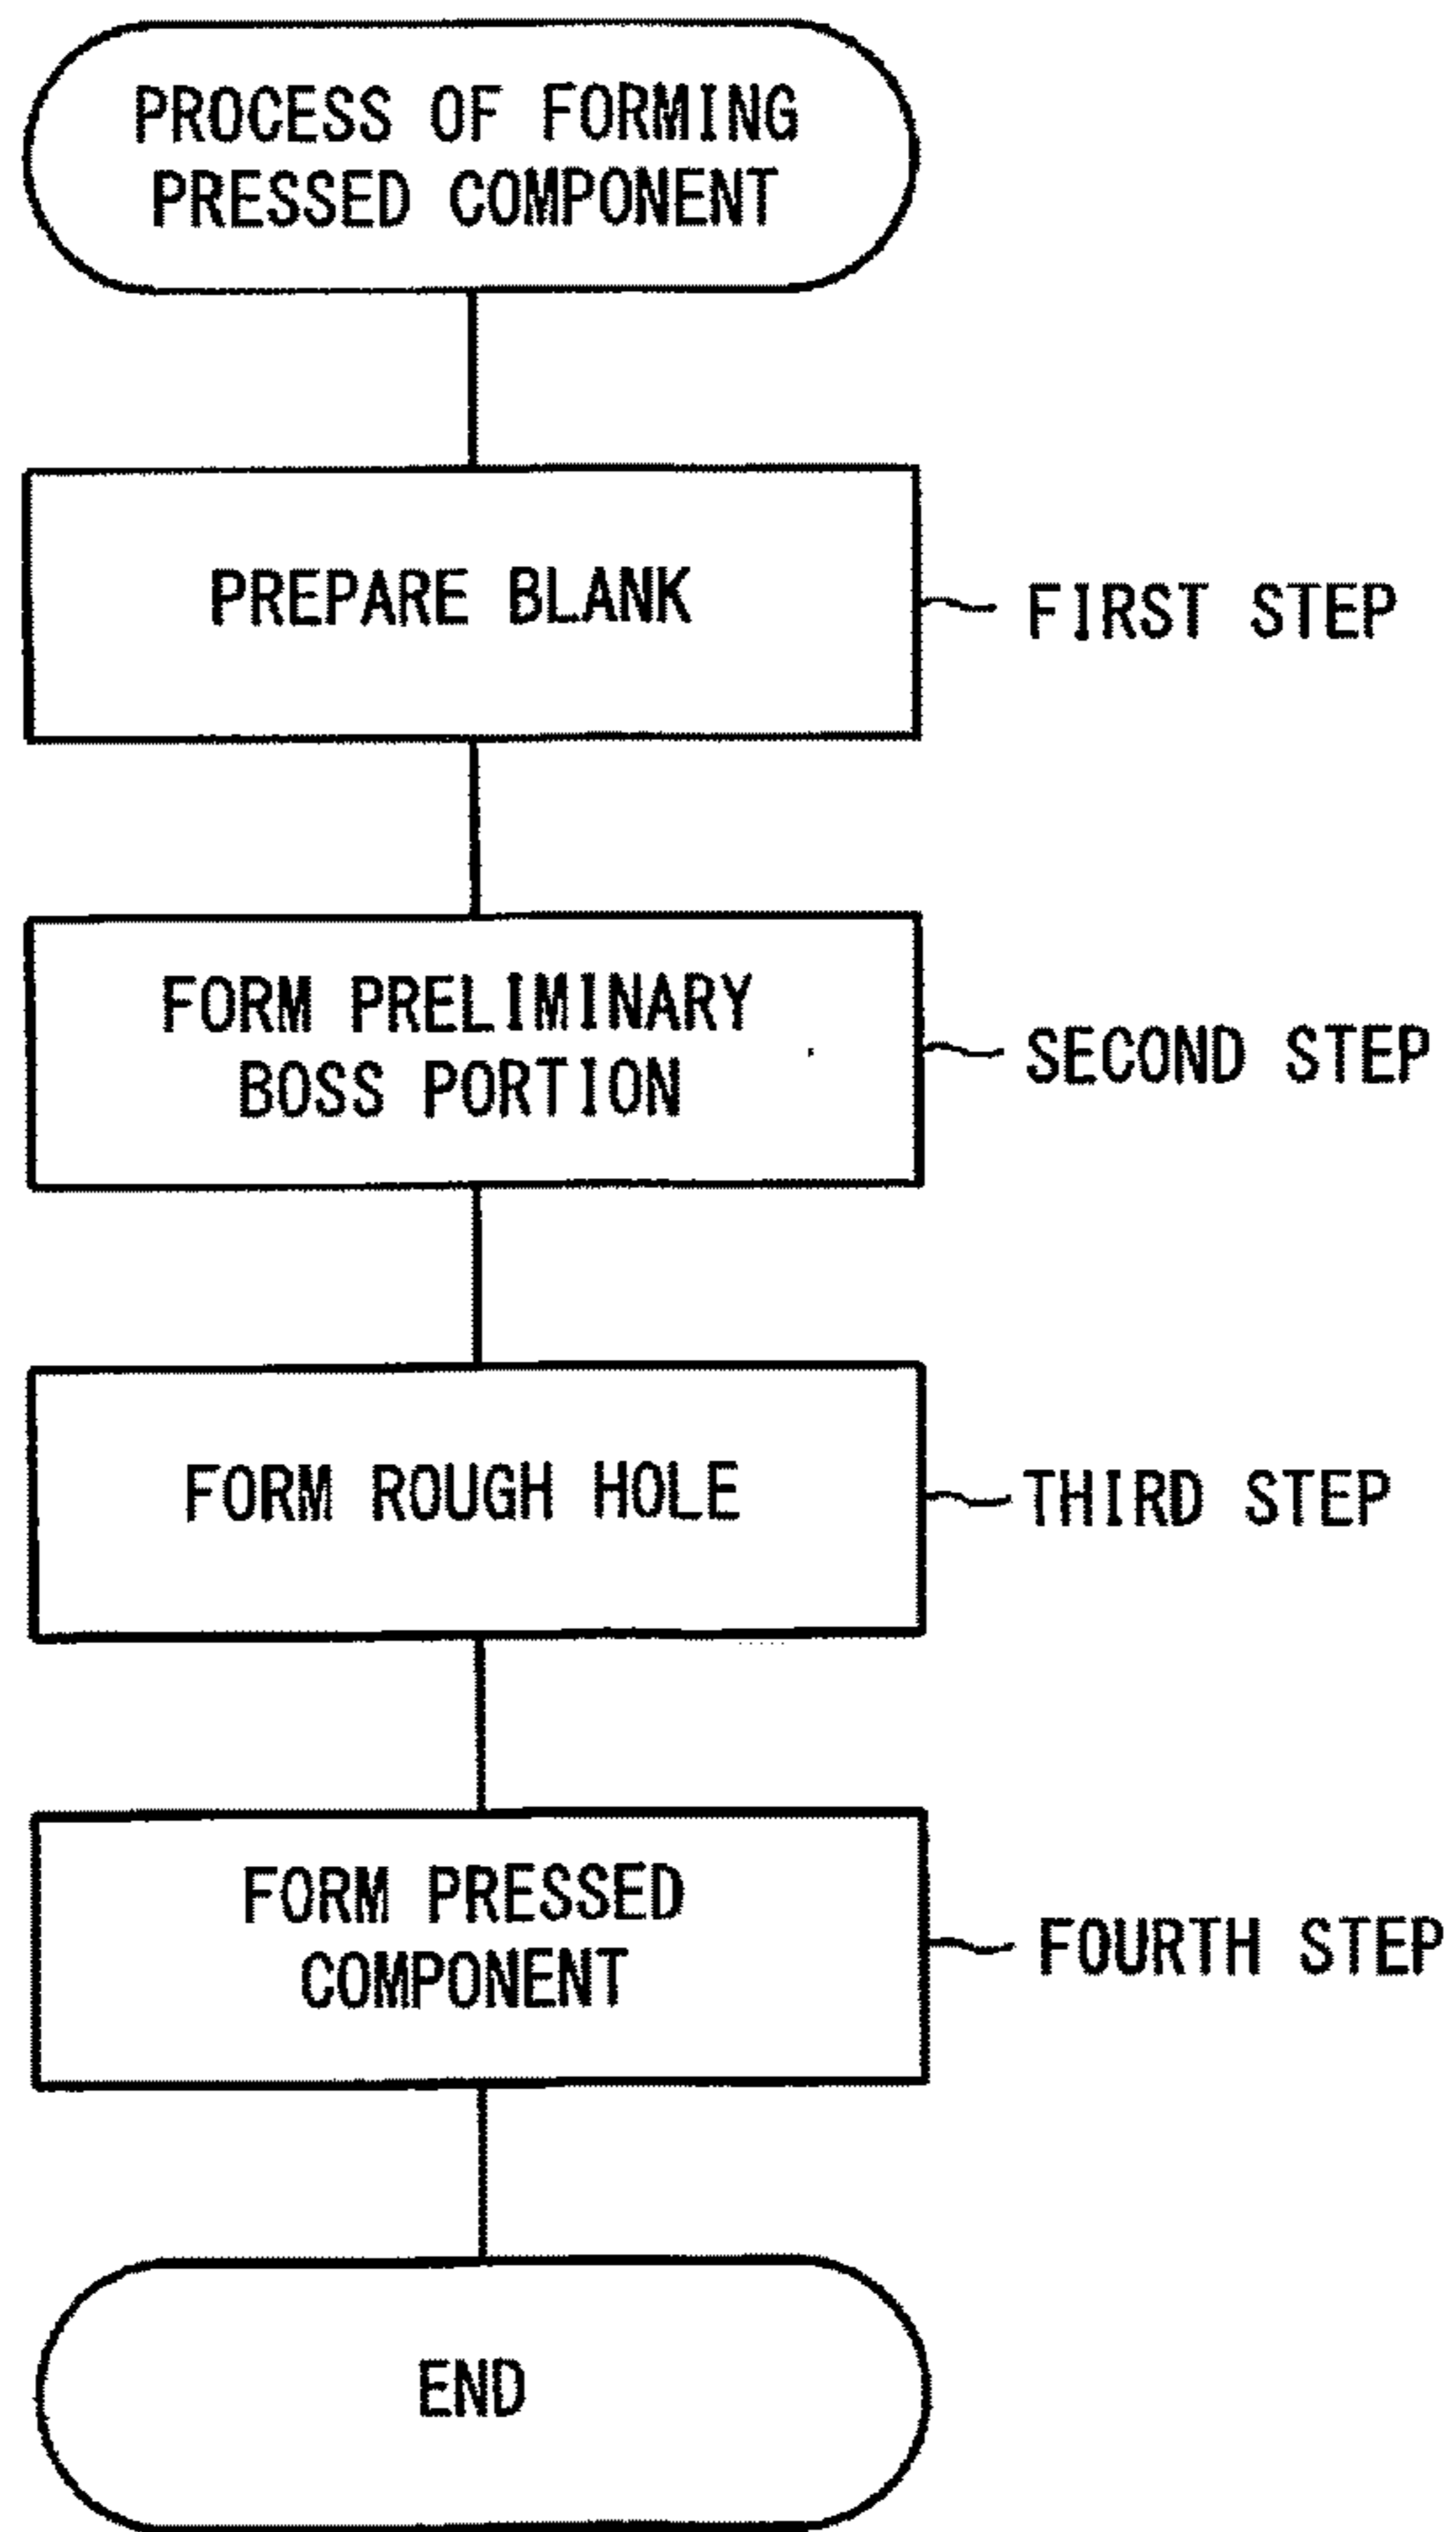 PROCESS OF FORMING
PRESSED COMPONENT
PREPARE BLANK
FIRST STEP
FORM PRELIMINARY
BOSS PORTION
SECOND STEP
FORM ROUGH HOLE
THIRD STEP
FORM PRESSED
COMPONENT
FOURTH STEP
END